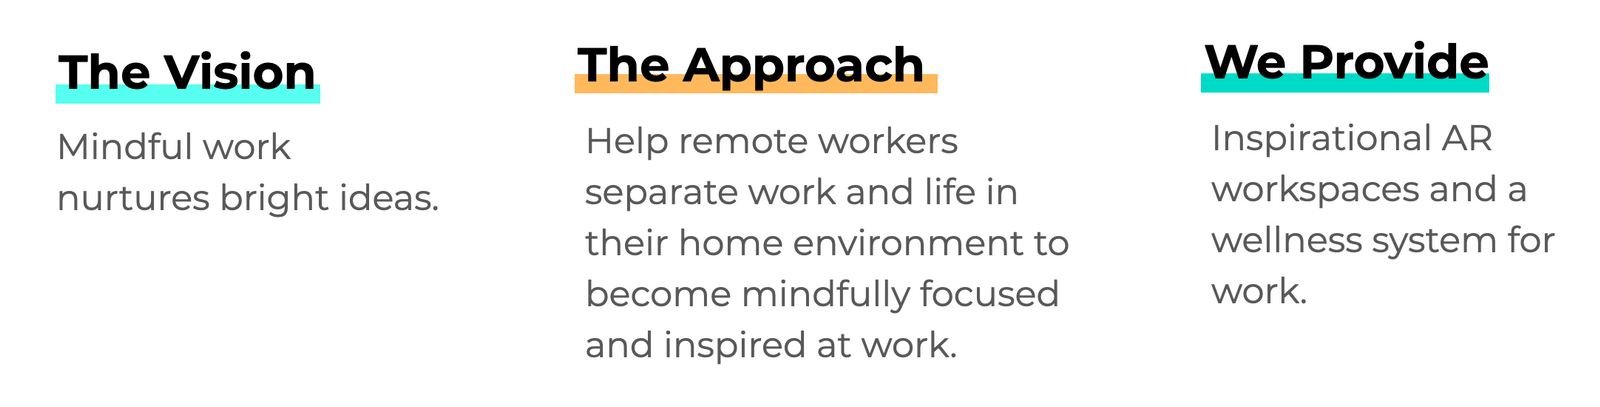 The Vision
Mindful work
nurtures bright ideas.
The Approach
Help remote workers
separate work and life in
their home environment to
become mindfully focused
and inspired at work.
We Provide
Inspirational AR
workspaces and a
wellness system for
work.